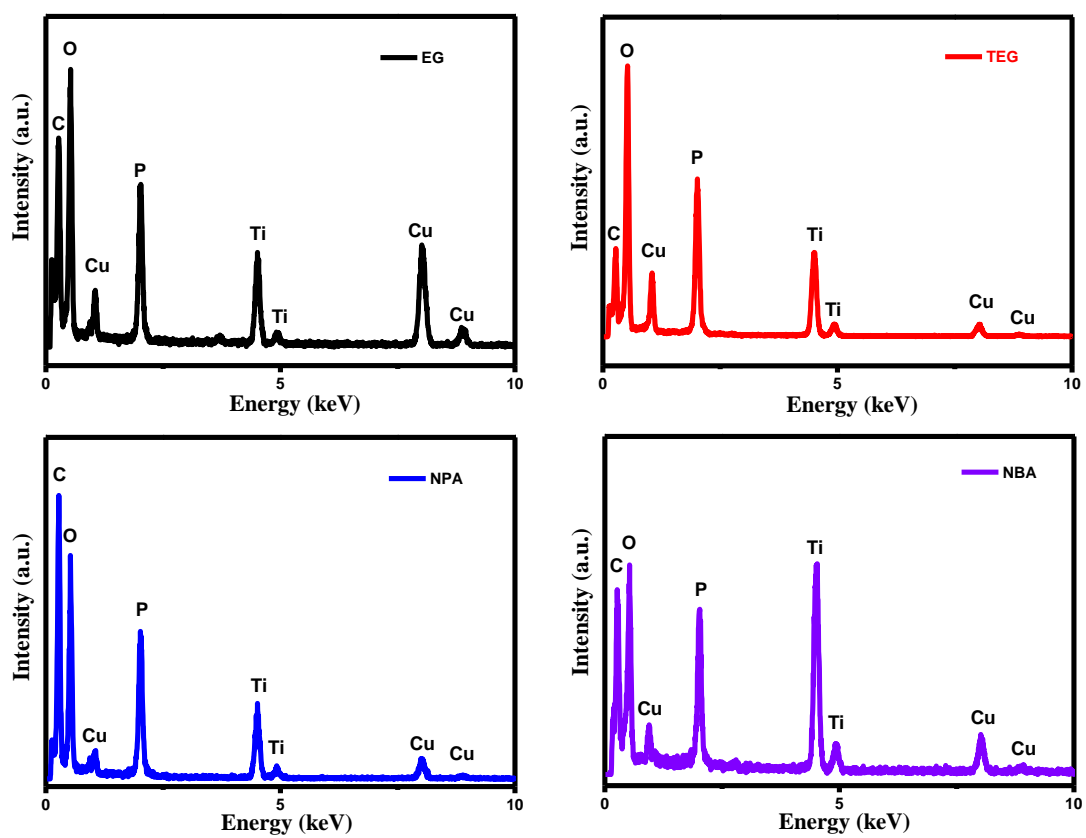 EG
O
C
P
Cu
Ti
Ti
Cu
Cu
Intensity (a.u.)
0 5 10
Energy (keV)
TEG
O
P
C
Cu
Ti
Ti
Cu
Cu
Intensity (a.u.)
0 5 10
Energy (keV)
NPA
C
O
P
Cu
Ti
Ti
Cu
Cu
Intensity (a.u.)
0 5 10
Energy (keV)
NBA
O
C
P
Cu
Ti
Ti
Cu
Cu
Intensity (a.u.)
0 5 10
Energy (keV)